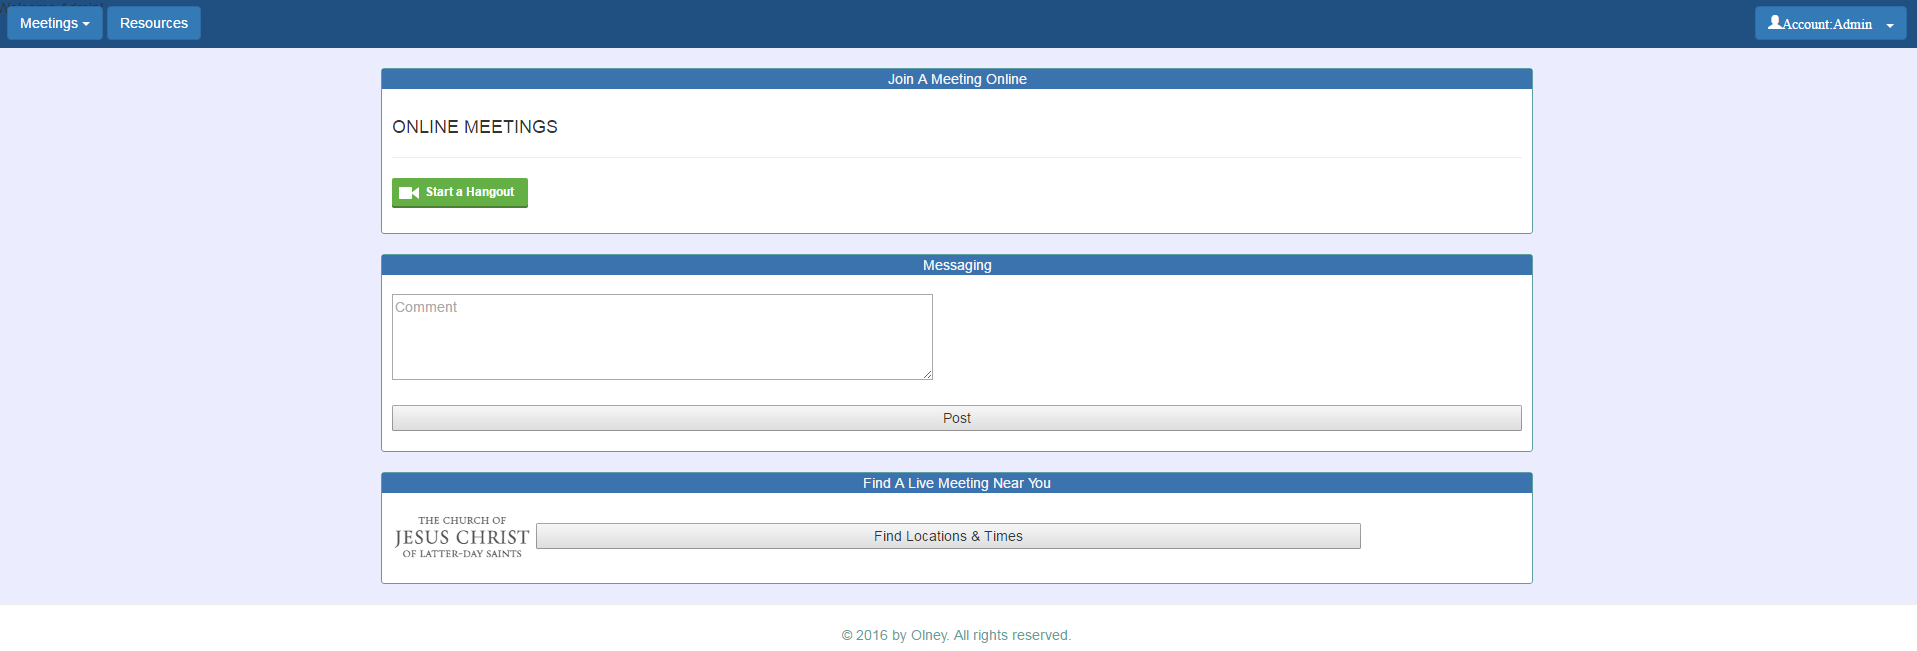 Meetings
Resources
Account:Admin
Join A Meeting Online
ONLINE MEETINGS
Start a Hangout
Messaging
Comment
Post
Find A Live Meeting Near You
THE CHURCH OF
JESUS CHRIST
OF LATTER-DAY SAINTS
Find Locations & Times
© 2016 by Olney. All rights reserved.